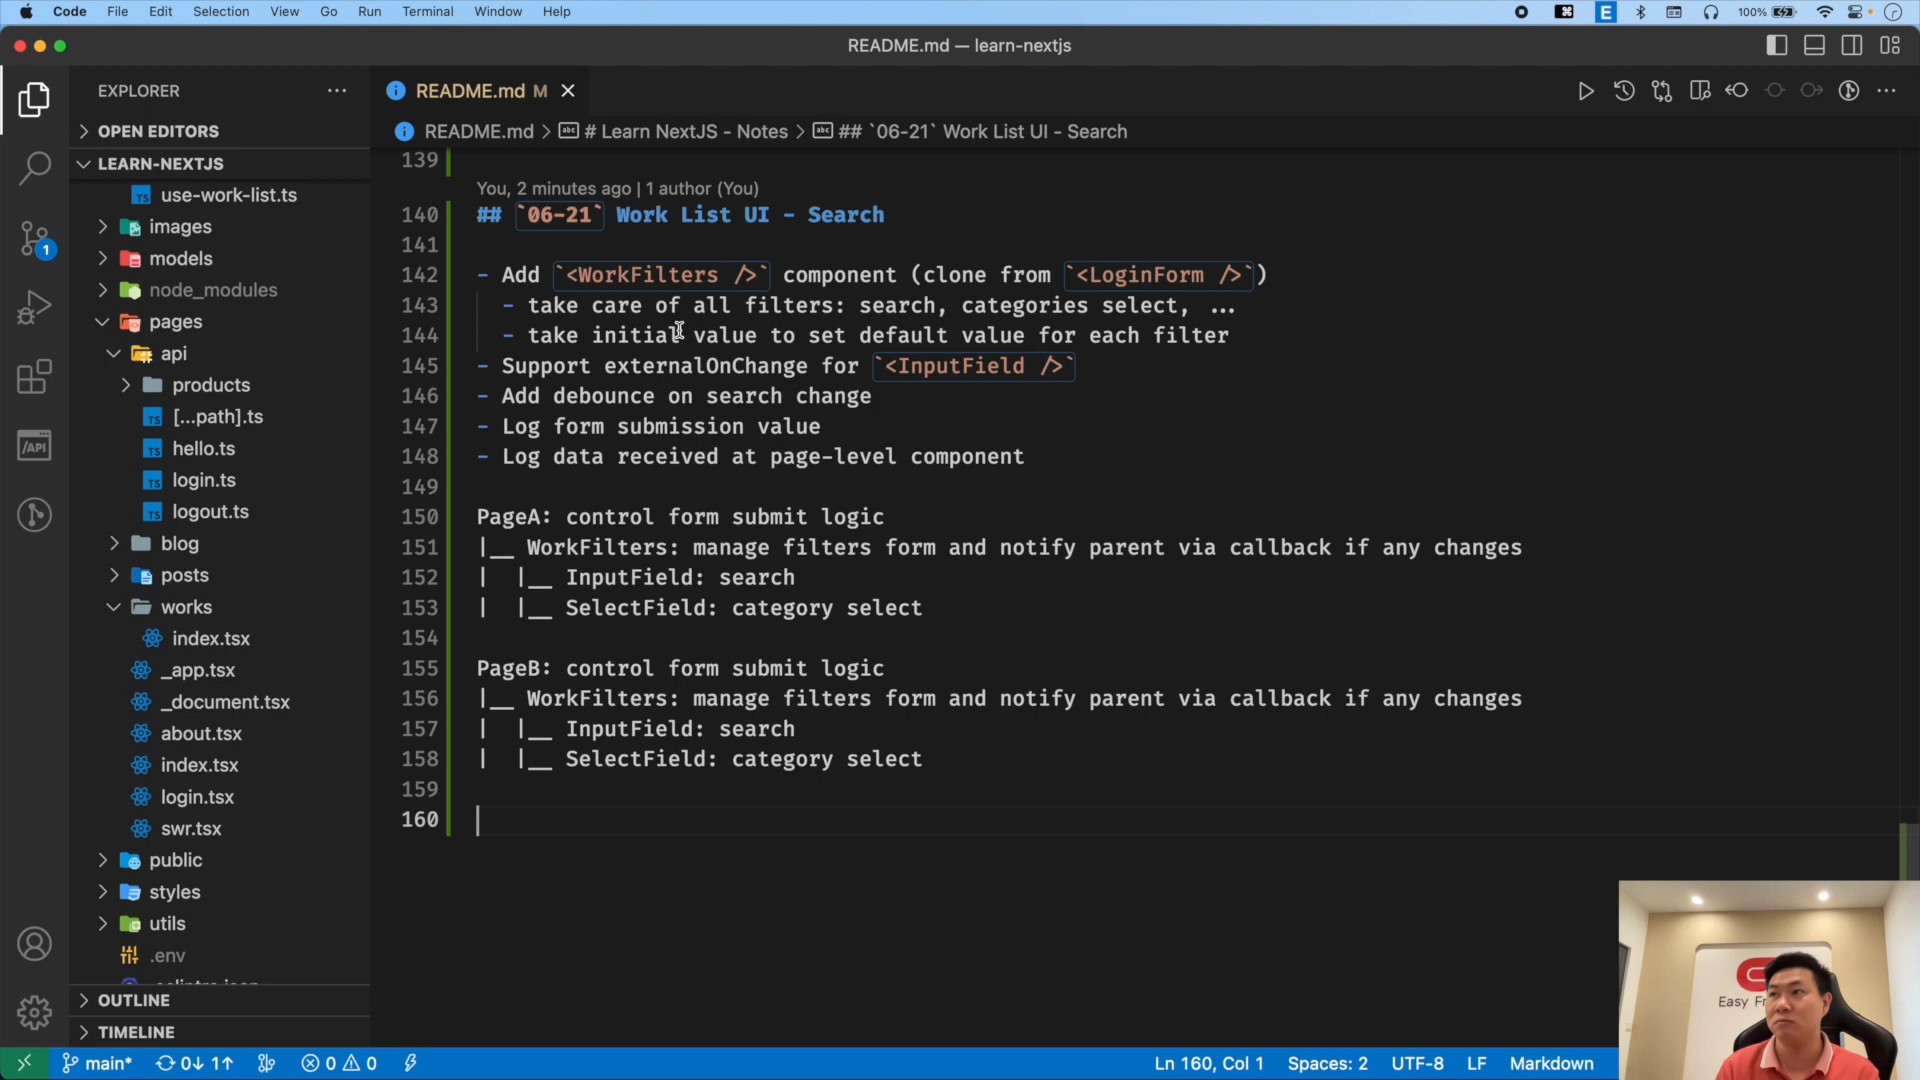 Code File Edit Selection View Go Run Terminal Window Help
E 100%
README.md — learn-nextjs
EXPLORER
README.md M
OPEN EDITORS
README.md > # Learn NextJS - Notes > ## `06-21` Work List UI - Search
LEARN-NEXTJS
use-work-list.ts
images
models
node_modules
pages
api
products
[...path].ts
hello.ts
login.ts
logout.ts
blog
posts
works
index.tsx
_app.tsx
_document.tsx
about.tsx
index.tsx
login.tsx
swr.tsx
public
styles
utils
.env
OUTLINE
TIMELINE
139
You, 2 minutes ago | 1 author (You)
140 ## `06-21` Work List UI - Search
141
142 - Add `<WorkFilters />` component (clone from `<LoginForm />`)
143 - take care of all filters: search, categories select, ...
144 - take initial value to set default value for each filter
145 - Support externalOnChange for `<InputField />`
146 - Add debounce on search change
147 - Log form submission value
148 - Log data received at page-level component
149
150 PageA: control form submit logic
151 |__ WorkFilters: manage filters form and notify parent via callback if any changes
152 | |__ InputField: search
153 | |__ SelectField: category select
154
155 PageB: control form submit logic
156 |__ WorkFilters: manage filters form and notify parent via callback if any changes
157 | |__ InputField: search
158 | |__ SelectField: category select
159
160
1
/API
Easy
main* 0↓ 1↑ 0 0 Ln 160, Col 1 Spaces: 2 UTF-8 LF Markdown